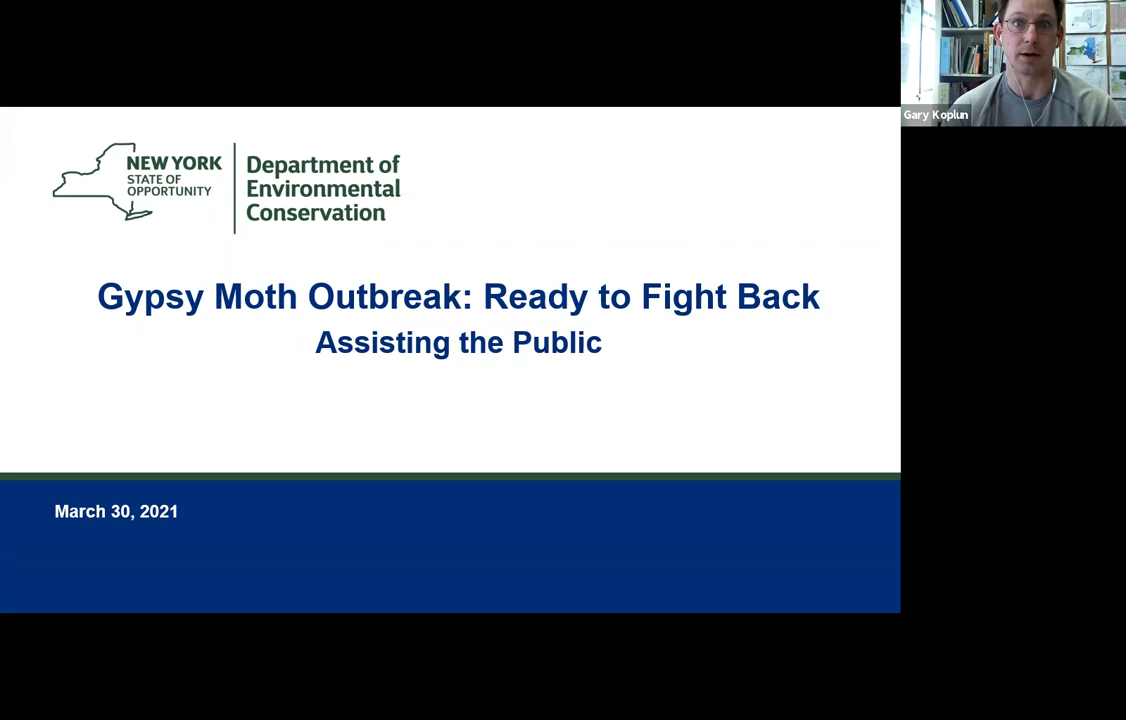 Gary Koplun
NEW YORK
STATE OF
OPPORTUNITY
Department of
Environmental
Conservation
Gypsy Moth Outbreak: Ready to Fight Back
Assisting the Public
March 30, 2021